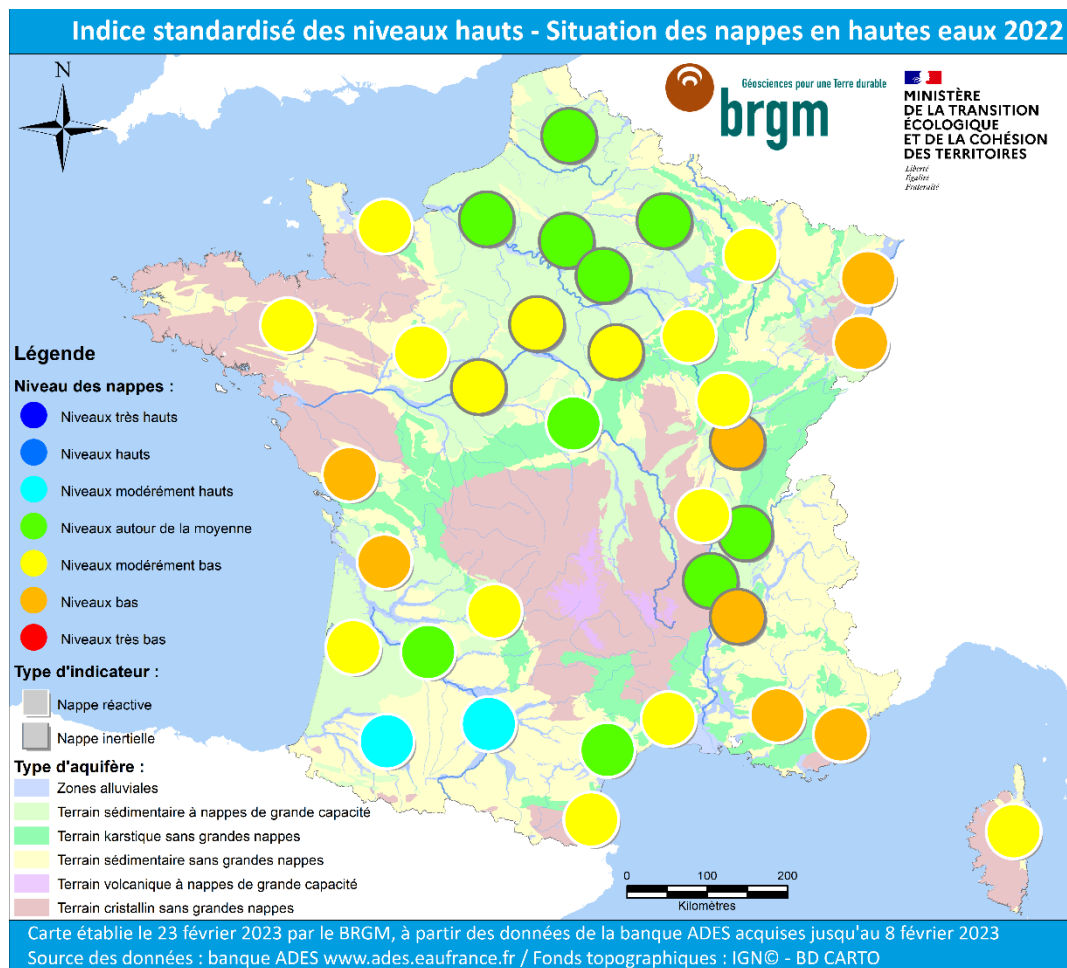 Indice standardisé des niveaux hauts - Situation des nappes en hautes eaux 2022
N
Géosciences pour une Terre durable
brgm
MINISTÈRE
DE LA TRANSITION
ÉCOLOGIQUE
ET DE LA COHÉSION
DES TERRITOIRES
Liberté
Égalité
Fraternité
Légende
Niveau des nappes :
Niveaux très hauts
Niveaux hauts
Niveaux modérément hauts
Niveaux autour de la moyenne
Niveaux modérément bas
Niveaux bas
Niveaux très bas
Type d'indicateur :
Nappe réactive
Nappe inertielle
Type d'aquifère :
Zones alluviales
Terrain sédimentaire à nappes de grande capacité
Terrain karstique sans grandes nappes
Terrain sédimentaire sans grandes nappes
Terrain volcanique à nappes de grande capacité
Terrain cristallin sans grandes nappes
0 100 200
Kilomètres
Carte établie le 23 février 2023 par le BRGM, à partir des données de la banque ADES acquises jusqu'au 8 février 2023
Source des données : banque ADES www.ades.eaufrance.fr / Fonds topographiques : IGN© - BD CARTO